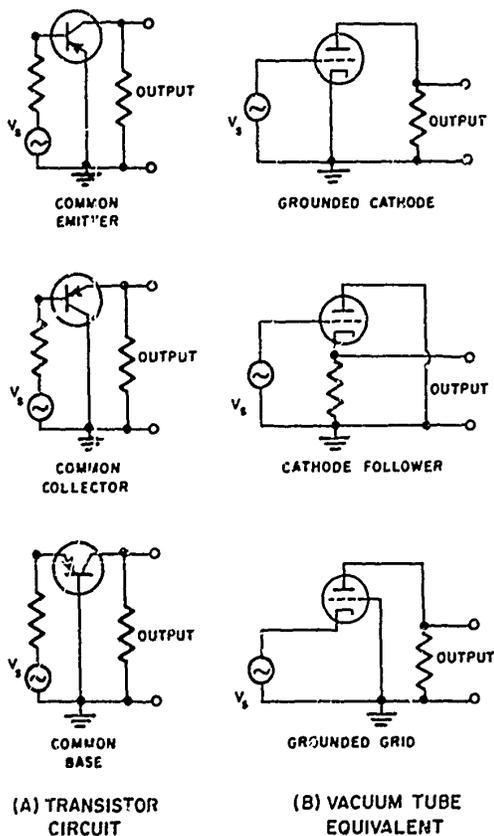 OUTPUT
Vs
COMMON
EMITTER
OUTPUT
Vs
GROUNDED CATHODE
OUTPUT
Vs
COMMON
COLLECTOR
OUTPUT
Vs
CATHODE FOLLOWER
OUTPUT
Vs
COMMON
BASE
OUTPUT
Vs
GROUNDED GRID
(A) TRANSISTOR
CIRCUIT
(B) VACUUM TUBE
EQUIVALENT